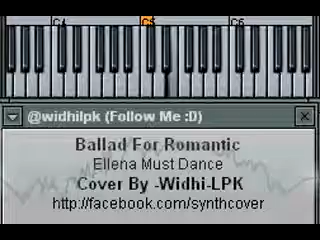 C4 C5 C6
@widhilpk (Follow Me :D)
Ballad For Romantic
Ellena Must Dance
Cover By -Widhi-LPK
http://facebook.com/synthcover